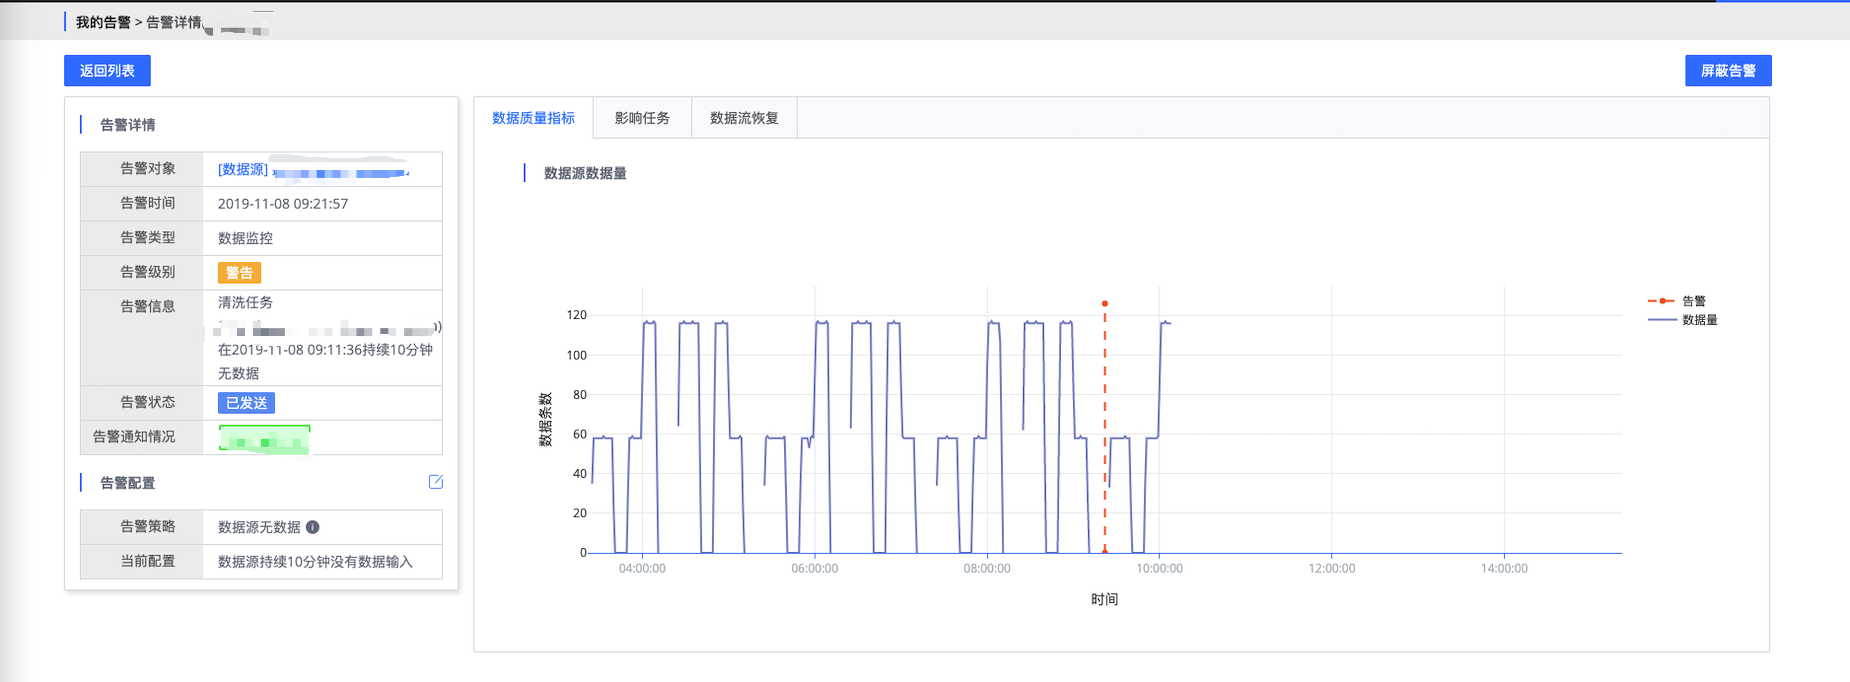 我的告警 > 告警详情
返回列表
屏蔽告警
告警详情
告警对象 [数据源]
告警时间 2019-11-08 09:21:57
告警类型 数据监控
告警级别 警告
告警信息 清洗任务
a)
在2019-11-08 09:11:36持续10分钟
无数据
告警状态 已发送
告警通知情况
告警配置
告警策略 数据源无数据
当前配置 数据源持续10分钟没有数据输入
数据质量指标 影响任务 数据流恢复
数据源数据量
数据条数
120
100
80
60
40
20
0
04:00:00 06:00:00 08:00:00 10:00:00 12:00:00 14:00:00
时间
告警
数据量